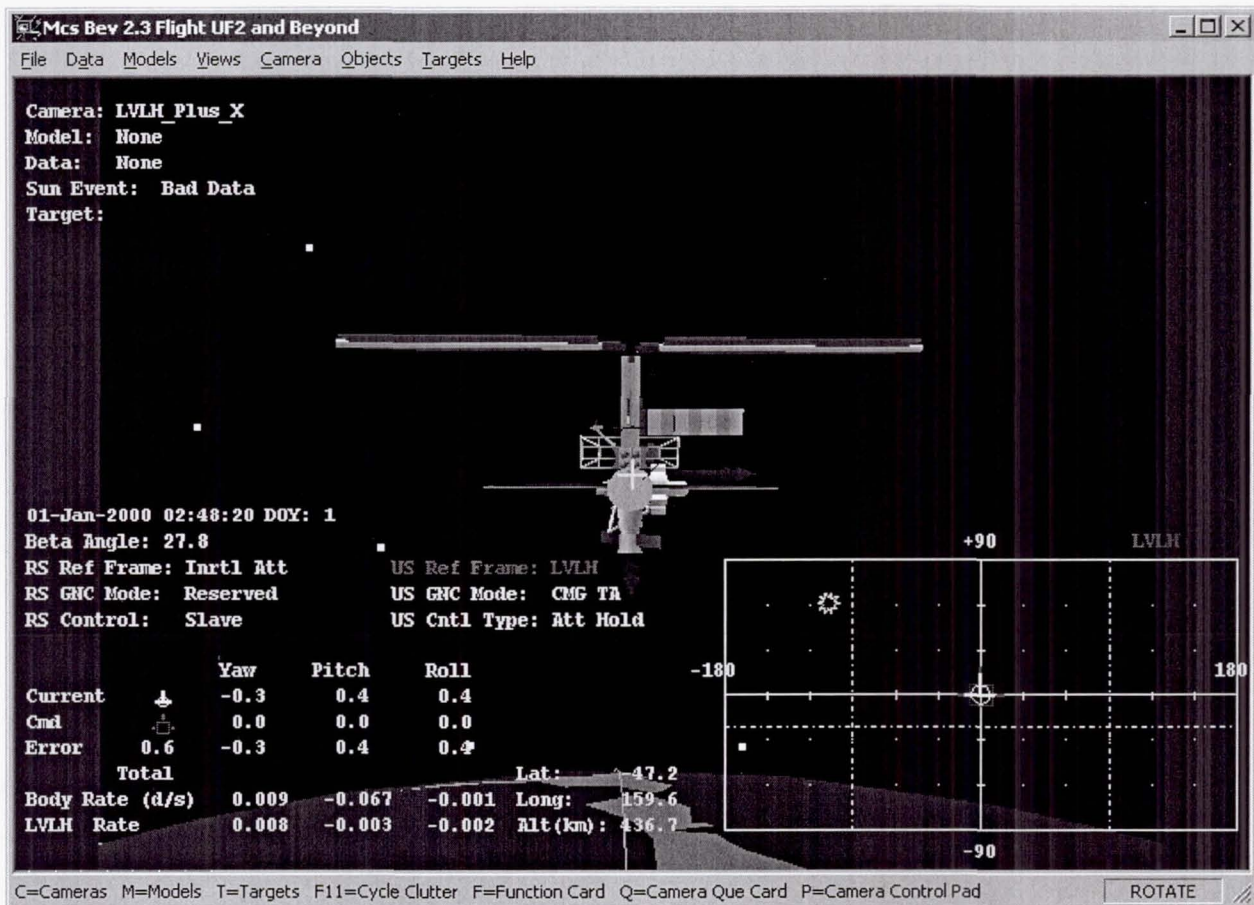 Mcs Bev 2.3 Flight UF2 and Beyond
File Data Models Views Camera Objects Targets Help
Camera: LVLH_Plus_X
Model: None
Data: None
Sun Event: Bad Data
Target:
01-Jan-2000 02:48:20 DOY: 1
Beta Angle: 27.8
RS Ref Frame: Inrtl Att US Ref Frame: LVLH
RS GNC Mode: Reserved US GNC Mode: CMG TA
RS Control: Slave US Cntl Type: Att Hold
+90 LVLH
-180 180
-90
Yaw Pitch Roll
Current -0.3 0.4 0.4
Cmd 0.0 0.0 0.0
Error 0.6 -0.3 0.4 0.4
Total Lat: -47.2
Body Rate (d/s) 0.009 -0.067 -0.001 Long: 159.6
LVLH Rate 0.008 -0.003 -0.002 Alt(km): 436.7
C=Cameras M=Models T=Targets F11=Cycle Clutter F=Function Card Q=Camera Que Card P=Camera Control Pad ROTATE